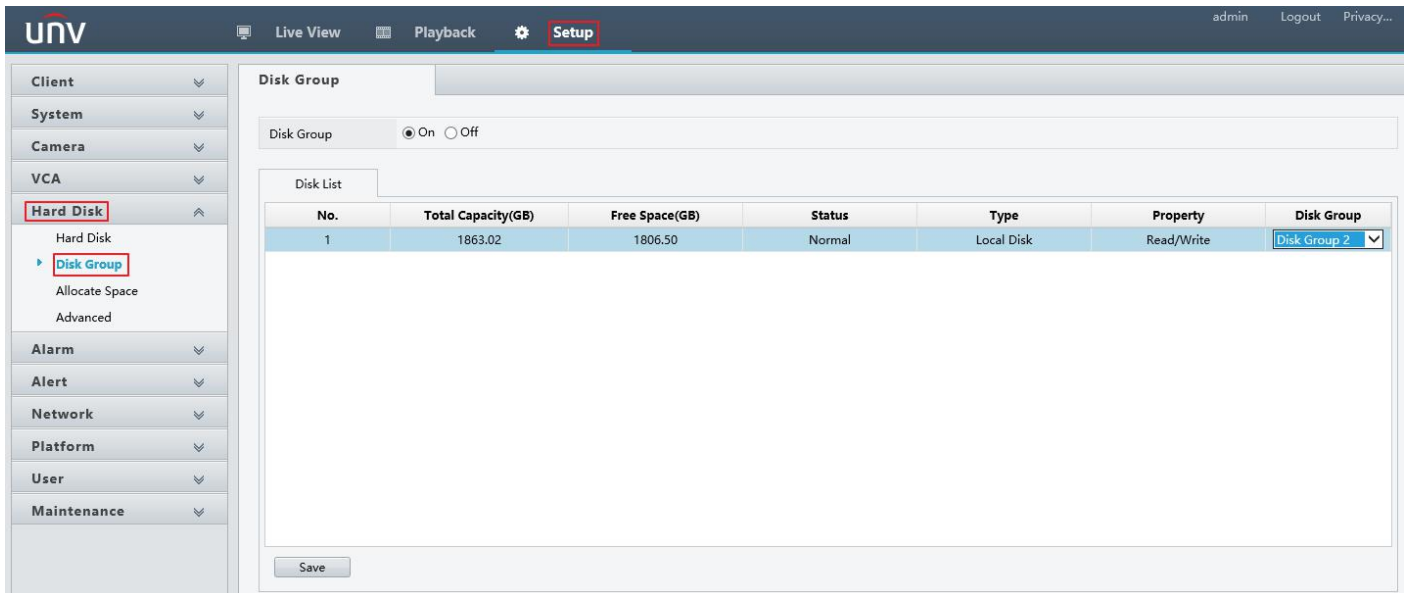 admin Logout Privacy...
unv Live View Playback Setup
Client
System
Camera
VCA
Hard Disk
Hard Disk
Disk Group
Allocate Space
Advanced
Alarm
Alert
Network
Platform
User
Maintenance
Disk Group
Disk Group On Off
Disk List
No. Total Capacity(GB) Free Space(GB) Status Type Property Disk Group
1 1863.02 1806.50 Normal Local Disk Read/Write Disk Group 2
Save